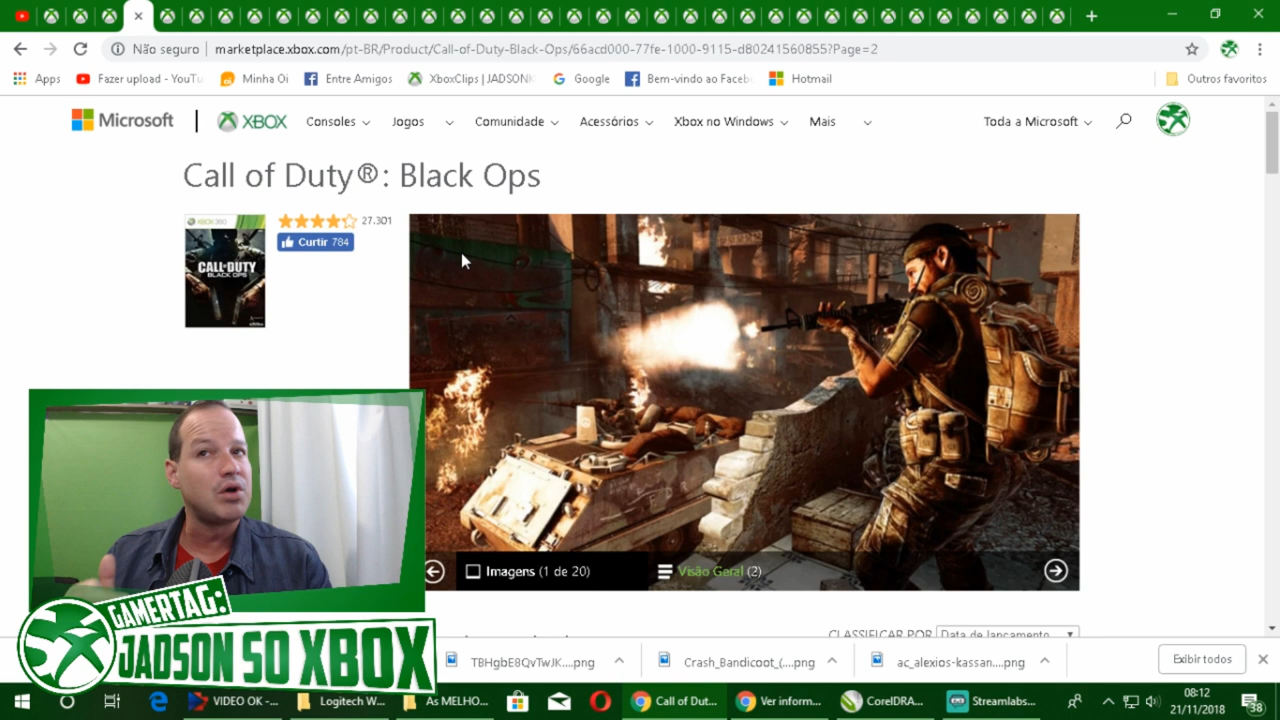 Não seguro | marketplace.xbox.com/pt-BR/Product/Call-of-Duty-Black-Ops/66acd000-77fe-1000-9115-d80241560855?Page=2
Apps Fazer upload - YouTu Minha Oi Entre Amigos XboxClips | JADSON Google Bem-vindo ao Faceb Hotmail Outros favoritos
Microsoft XBOX Consoles Jogos Comunidade Acessórios Xbox no Windows Mais Toda a Microsoft
Call of Duty®: Black Ops
XBOX 360
CALL OF DUTY
BLACK OPS
27.301
Curtir 784
Imagens (1 de 20) Visão Geral (2)
CLASSIFICAR POR Data de lançamento
GAMERTAG:
JADSON SO XBOX
TBHgbE8QvTwJK....png Crash_Bandicoot_(....png ac_alexios-kassan....png Exibir todos
VIDEO OK -... Logitech W... As MELHO... Call of Dut... Ver inform... CorelDRA... Streamlabs...
08:12
21/11/2018
38